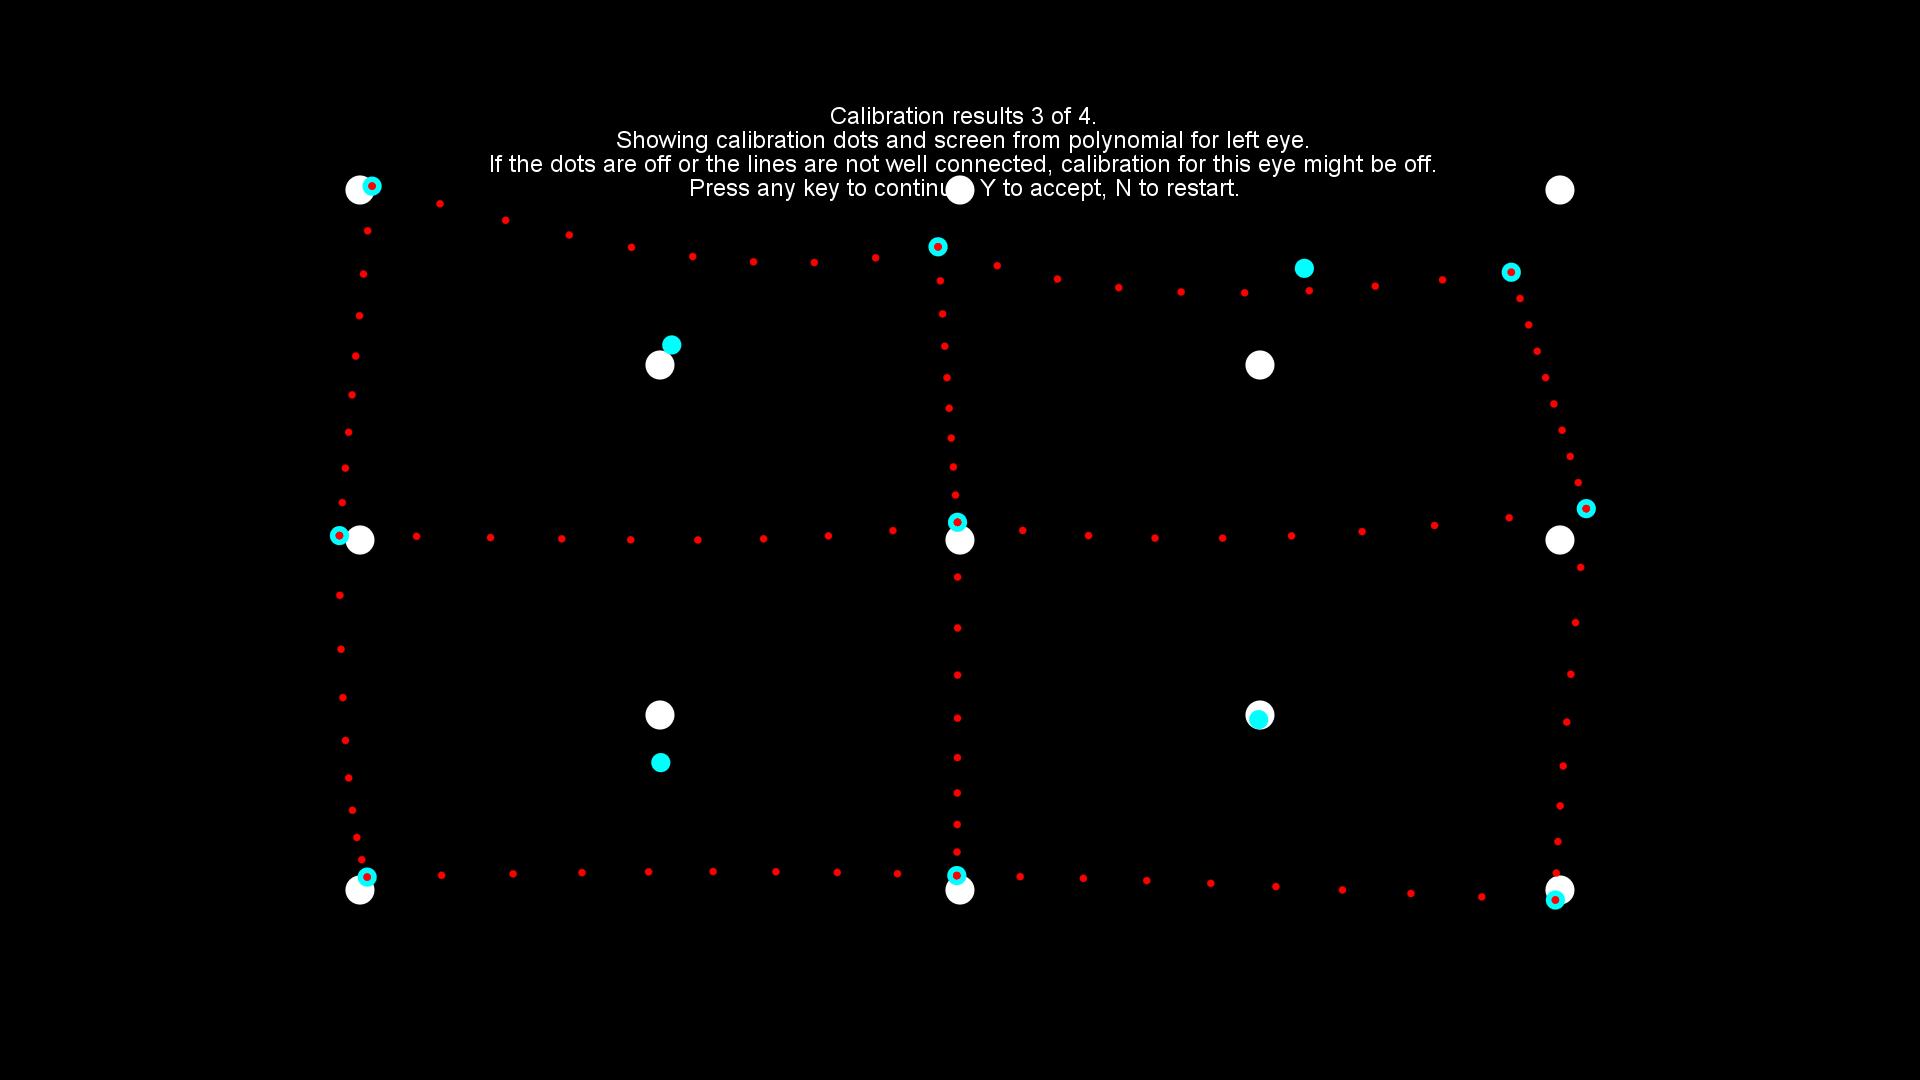 Calibration results 3 of 4.
Showing calibration dots and screen from polynomial for left eye.
If the dots are off or the lines are not well connected, calibration for this eye might be off.
Press any key to continu Y to accept, N to restart.